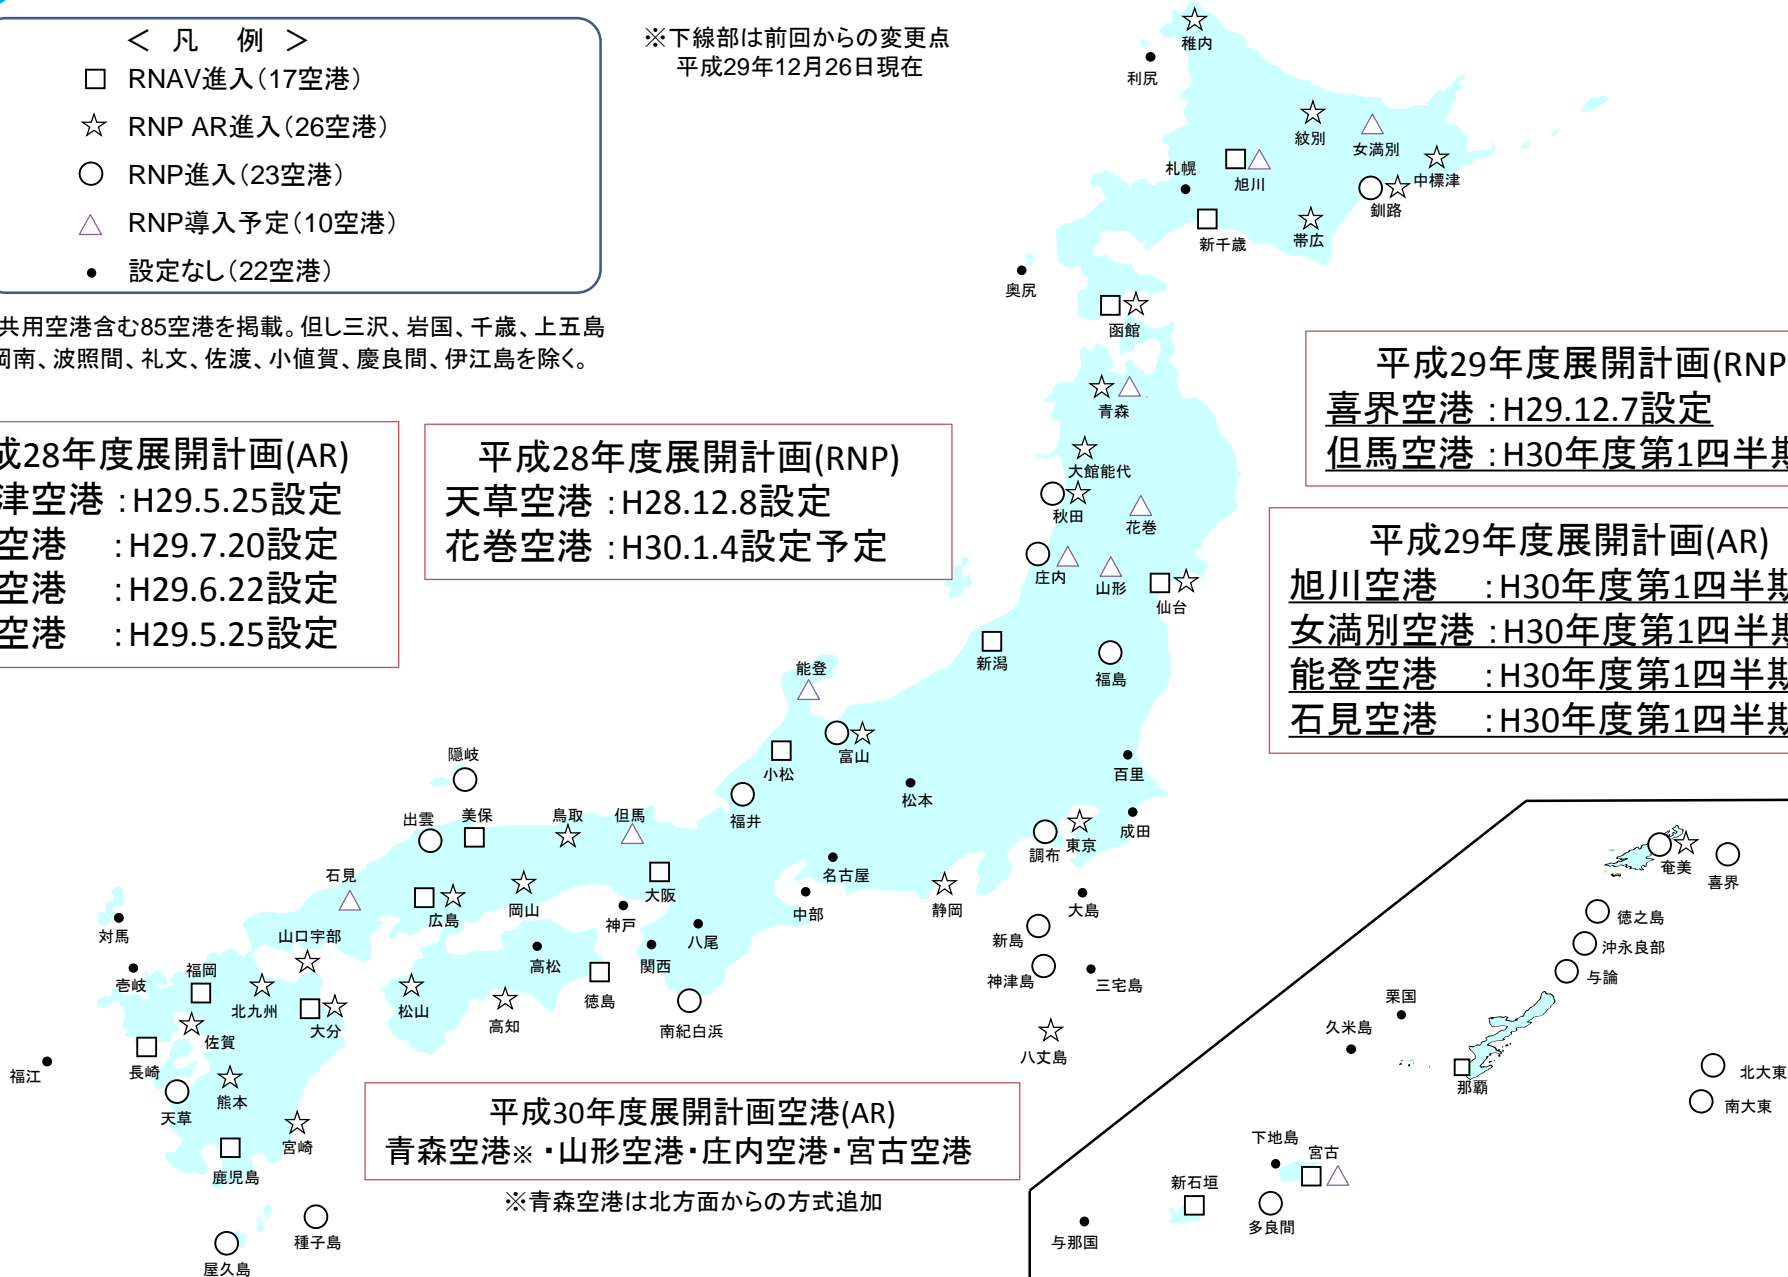 ＜ 凡 例 ＞
RNAV進入（17空港）
RNP AR進入（26空港）
RNP進入（23空港）
RNP導入予定（10空港）
設定なし（22空港）
※下線部は前回からの変更点
平成29年12月26日現在
共用空港含む85空港を掲載。但し三沢、岩国、千歳、上五島
岡南、波照間、礼文、佐渡、小値賀、慶良間、伊江島を除く。
成28年度展開計画(AR)
津空港：H29.5.25設定
空港：H29.7.20設定
空港：H29.6.22設定
空港：H29.5.25設定
平成28年度展開計画(RNP)
天草空港：H28.12.8設定
花巻空港：H30.1.4設定予定
平成29年度展開計画(RNP
喜界空港：H29.12.7設定
但馬空港：H30年度第1四半期
平成29年度展開計画(AR)
旭川空港：H30年度第1四半期
女満別空港：H30年度第1四半期
能登空港：H30年度第1四半期
石見空港：H30年度第1四半期
平成30年度展開計画空港(AR)
青森空港※・山形空港・庄内空港・宮古空港
※青森空港は北方面からの方式追加
稚内
利尻
紋別
女満別
中標津
旭川
札幌
釧路
帯広
新千歳
奥尻
函館
青森
大館能代
秋田
花巻
庄内
山形
仙台
新潟
福島
能登
富山
小松
福井
松本
百里
成田
東京
調布
名古屋
中部
静岡
大島
新島
神津島
三宅島
八丈島
隠岐
出雲
美保
鳥取
但馬
石見
広島
岡山
大阪
神戸
八尾
関西
南紀白浜
高松
徳島
松山
高知
山口宇部
対馬
壱岐
福岡
北九州
大分
佐賀
長崎
福江
天草
熊本
宮崎
鹿児島
種子島
屋久島
奄美
喜界
徳之島
沖永良部
与論
粟国
久米島
那覇
北大東
南大東
下地島
宮古
新石垣
多良間
与那国